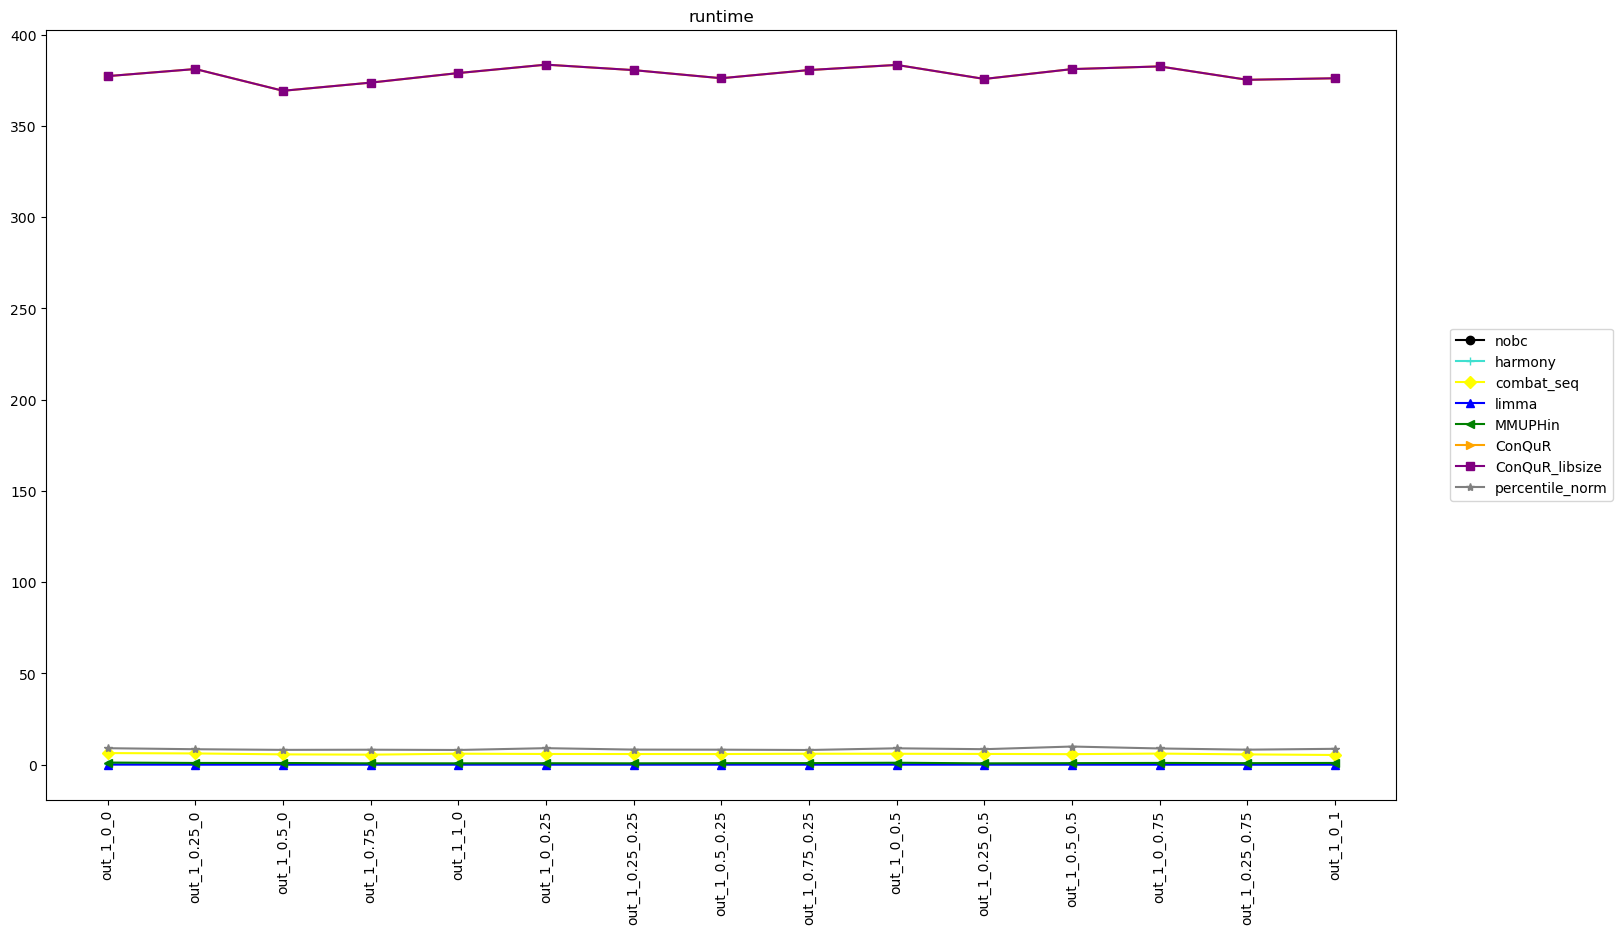 runtime
400
350
300
250
200
150
100
50
0
out_1_0_0
out_1_0.25_0
out_1_0.5_0
out_1_0.75_0
out_1_1_0
out_1_0_0.25
out_1_0.25_0.25
out_1_0.5_0.25
out_1_0.75_0.25
out_1_0_0.5
out_1_0.25_0.5
out_1_0.5_0.5
out_1_0_0.75
out_1_0.25_0.75
out_1_0_1
nobc
harmony
combat_seq
limma
MMUPHin
ConQuR
ConQuR_libsize
percentile_norm